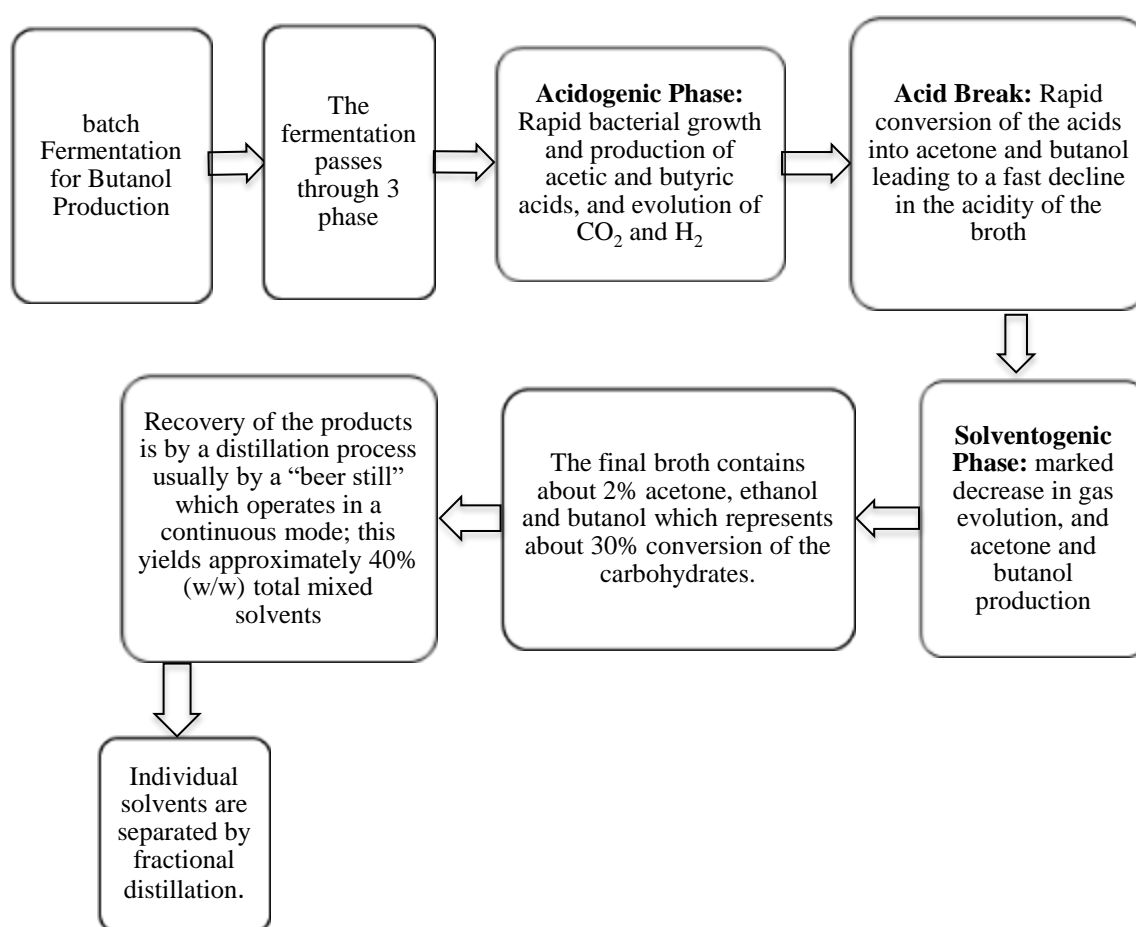 batch
Fermentation
for Butanol
Production
The
fermentation
passes
through 3
phase
Acidogenic Phase:
Rapid bacterial growth
and production of
acetic and butyric
acids, and evolution of
CO₂ and H₂
Acid Break: Rapid
conversion of the acids
into acetone and butanol
leading to a fast decline
in the acidity of the
broth
Solventogenic
Phase: marked
decrease in gas
evolution, and
acetone and
butanol
production
The final broth contains
about 2% acetone, ethanol
and butanol which represents
about 30% conversion of the
carbohydrates.
Recovery of the products
is by a distillation process
usually by a “beer still”
which operates in a
continuous mode; this
yields approximately 40%
(w/w) total mixed
solvents
Individual
solvents are
separated by
fractional
distillation.